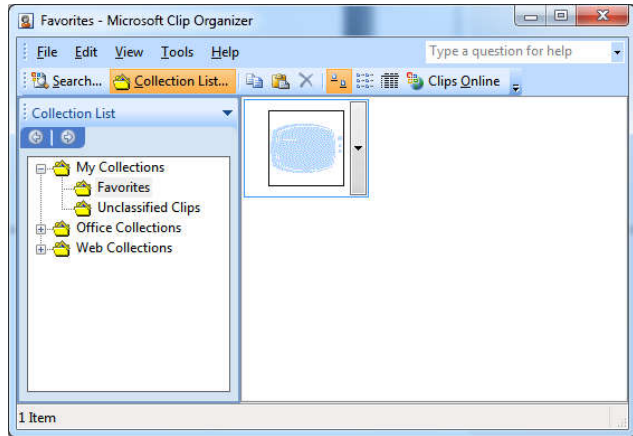 Favorites - Microsoft Clip Organizer
File Edit View Tools Help Type a question for help
Search... Collection List... Clips Online
Collection List
My Collections
Favorites
Unclassified Clips
Office Collections
Web Collections
1 Item